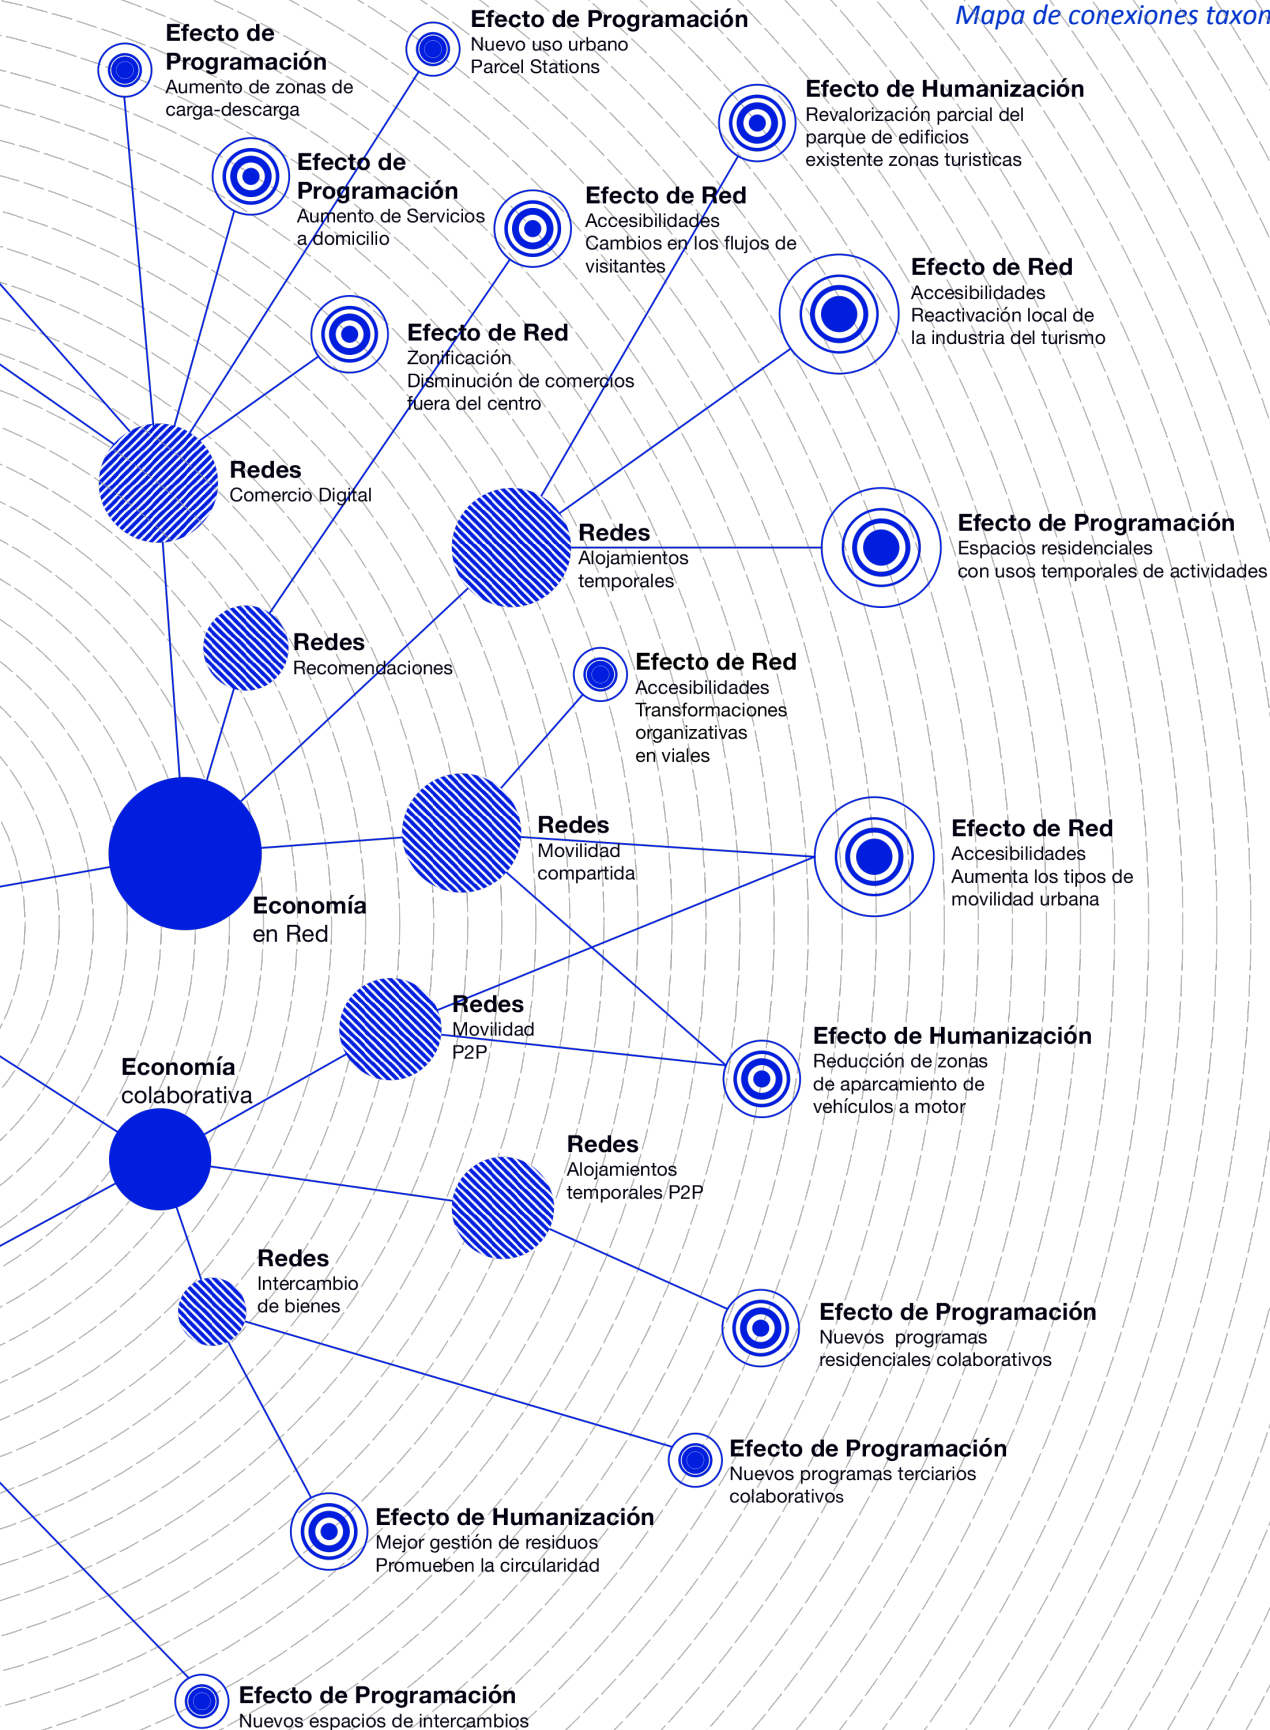 Mapa de conexiones taxon
Efecto de
Programación
Aumento de zonas de
carga-descarga
Efecto de Programación
Nuevo uso urbano
Parcel Stations
Efecto de Humanización
Revalorización parcial del
parque de edificios
existente zonas turisticas
Efecto de
Programación
Aumento de Servicios
a domicilio
Efecto de Red
Accesibilidades
Cambios en los flujos de
visitantes
Efecto de Red
Accesibilidades
Reactivación local de
la industria del turismo
Efecto de Red
Zonificación
Disminución de comercios
fuera del centro
Redes
Comercio Digital
Redes
Alojamientos
temporales
Efecto de Programación
Espacios residenciales
con usos temporales de actividades
Redes
Recomendaciones
Efecto de Red
Accesibilidades
Transformaciones
organizativas
en viales
Redes
Movilidad
compartida
Efecto de Red
Accesibilidades
Aumenta los tipos de
movilidad urbana
Economía
en Red
Redes
Movilidad
P2P
Efecto de Humanización
Reducción de zonas
de aparcamiento de
vehículos a motor
Economía
colaborativa
Redes
Alojamientos
temporales P2P
Redes
Intercambio
de bienes
Efecto de Programación
Nuevos  programas
residenciales colaborativos
Efecto de Programación
Nuevos programas terciarios
colaborativos
Efecto de Humanización
Mejor gestión de residuos
Promueben la circularidad
Efecto de Programación
Nuevos espacios de intercambios